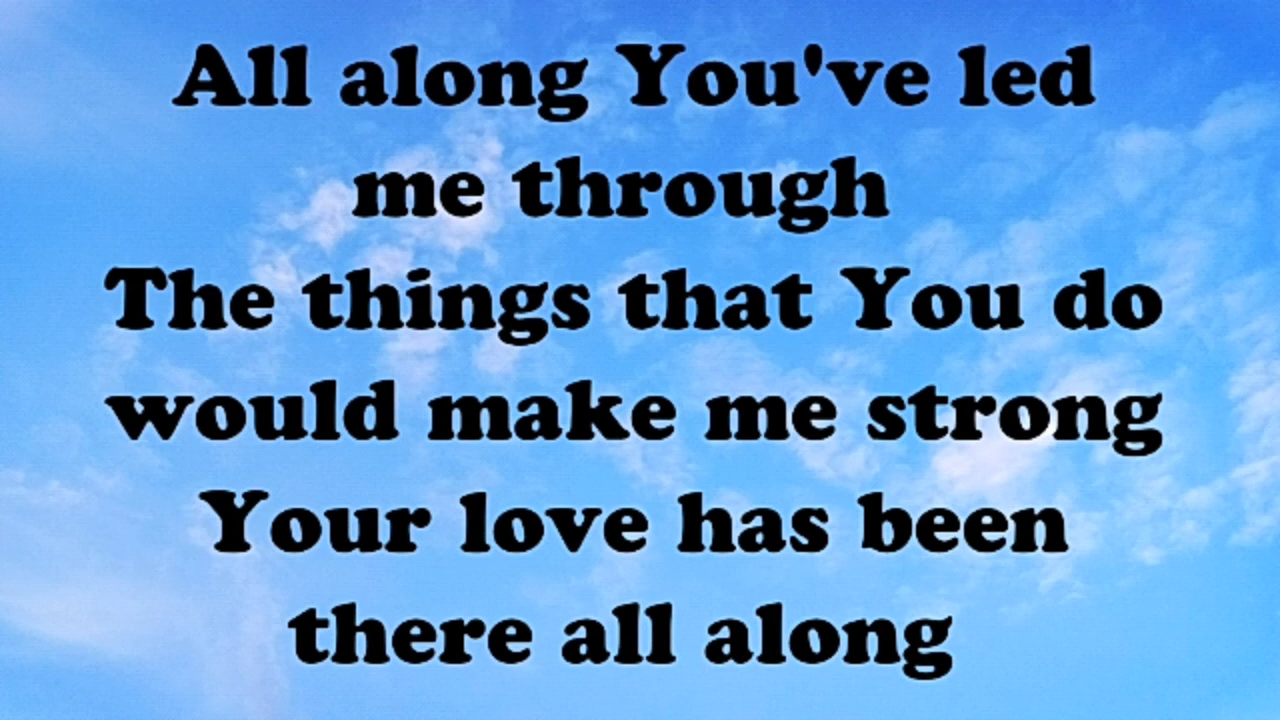 All along You've led
me through
The things that You do
would make me strong
Your love has been
there all along